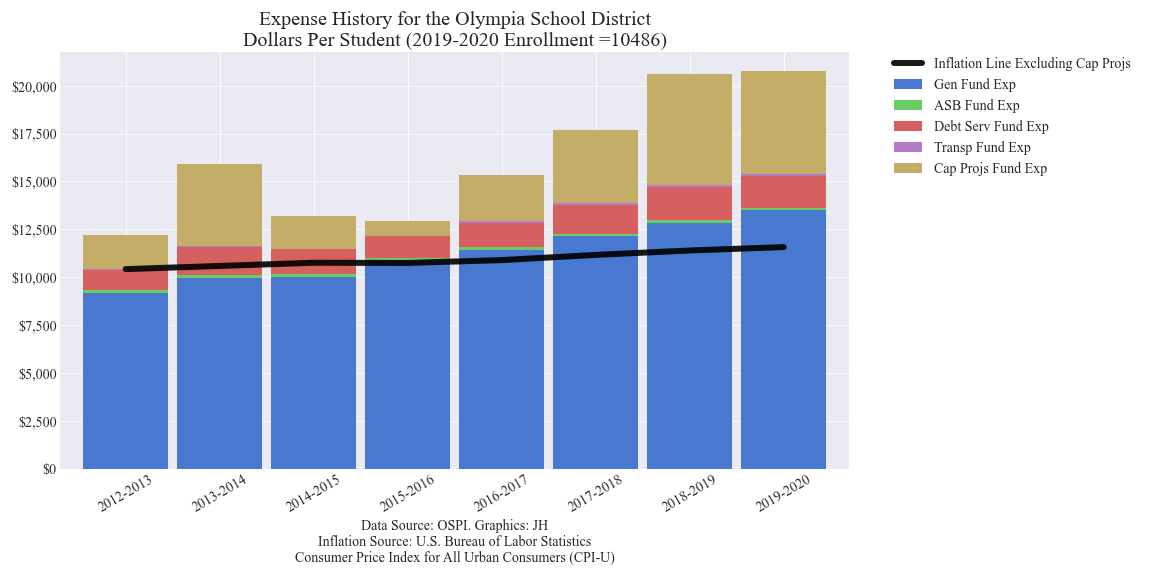 Expense History for the Olympia School District
Dollars Per Student (2019-2020 Enrollment =10486)
Inflation Line Excluding Cap Projs
Gen Fund Exp
ASB Fund Exp
Debt Serv Fund Exp
Transp Fund Exp
Cap Projs Fund Exp
$20,000
$17,500
$15,000
$12,500
$10,000
$7,500
$5,000
$2,500
$0
2012-2013
2013-2014
2014-2015
2015-2016
2016-2017
2017-2018
2018-2019
2019-2020
Data Source: OSPI. Graphics: JH
Inflation Source: U.S. Bureau of Labor Statistics
Consumer Price Index for All Urban Consumers (CPI-U)